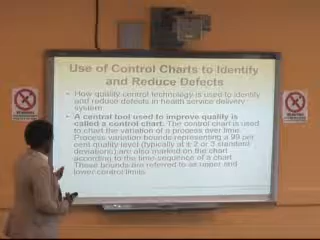 Use of Control Charts to Identify
and Reduce Defects
How quality control technology is used to identify
and reduce defects in health service delivery
system
A central tool used to improve quality is
called a control chart. The control chart is used
to chart the variation of a process over time.
Process variation bounds representing a 99 per
cent quality level (typically at ± 2 or 3 standard
deviations) are also marked on the chart
according to the time sequence of a chart
These bounds are referred to as upper and
lower control limits.